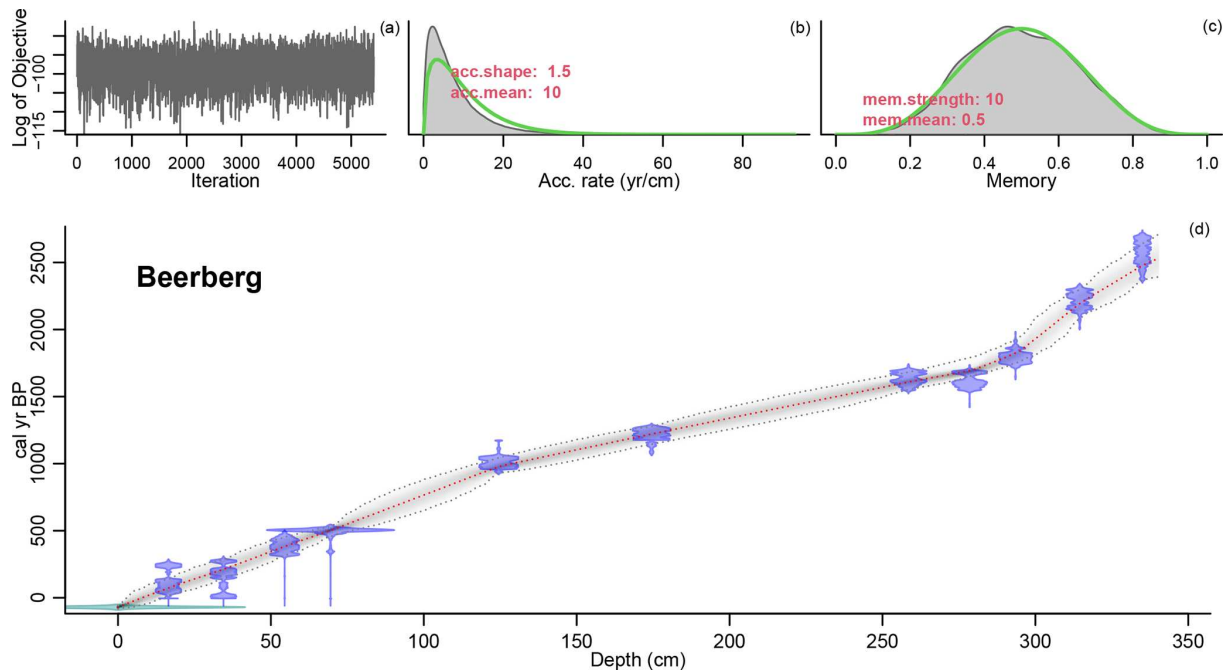 (a)
Log of Objective
-100
-115
0 1000 2000 3000 4000 5000
Iteration
(b)
acc.shape: 1.5
acc.mean: 10
0 20 40 60 80
Acc. rate (yr/cm)
(c)
mem.strength: 10
mem.mean: 0.5
0.0 0.2 0.4 0.6 0.8 1.0
Memory
(d)
Beerberg
cal yr BP
2500
2000
1500
1000
500
0
0 50 100 150 200 250 300 350
Depth (cm)